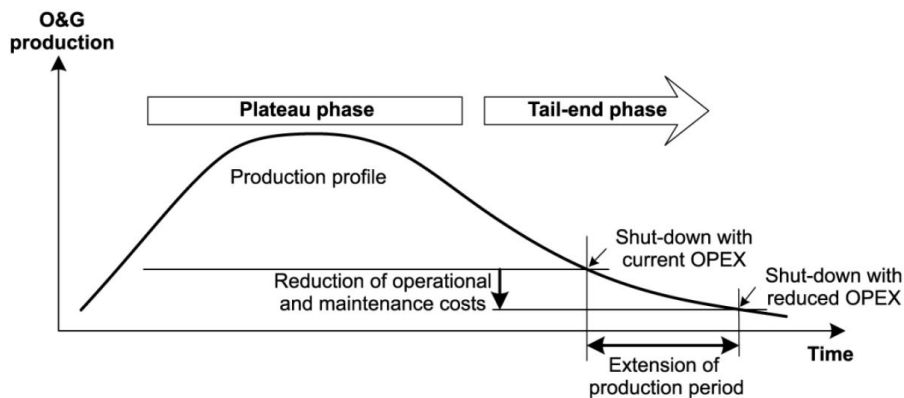 O&G
production
Plateau phase
Tail-end phase
Production profile
Shut-down with
current OPEX
Reduction of operational
and maintenance costs
Shut-down with
reduced OPEX
Time
Extension of
production period